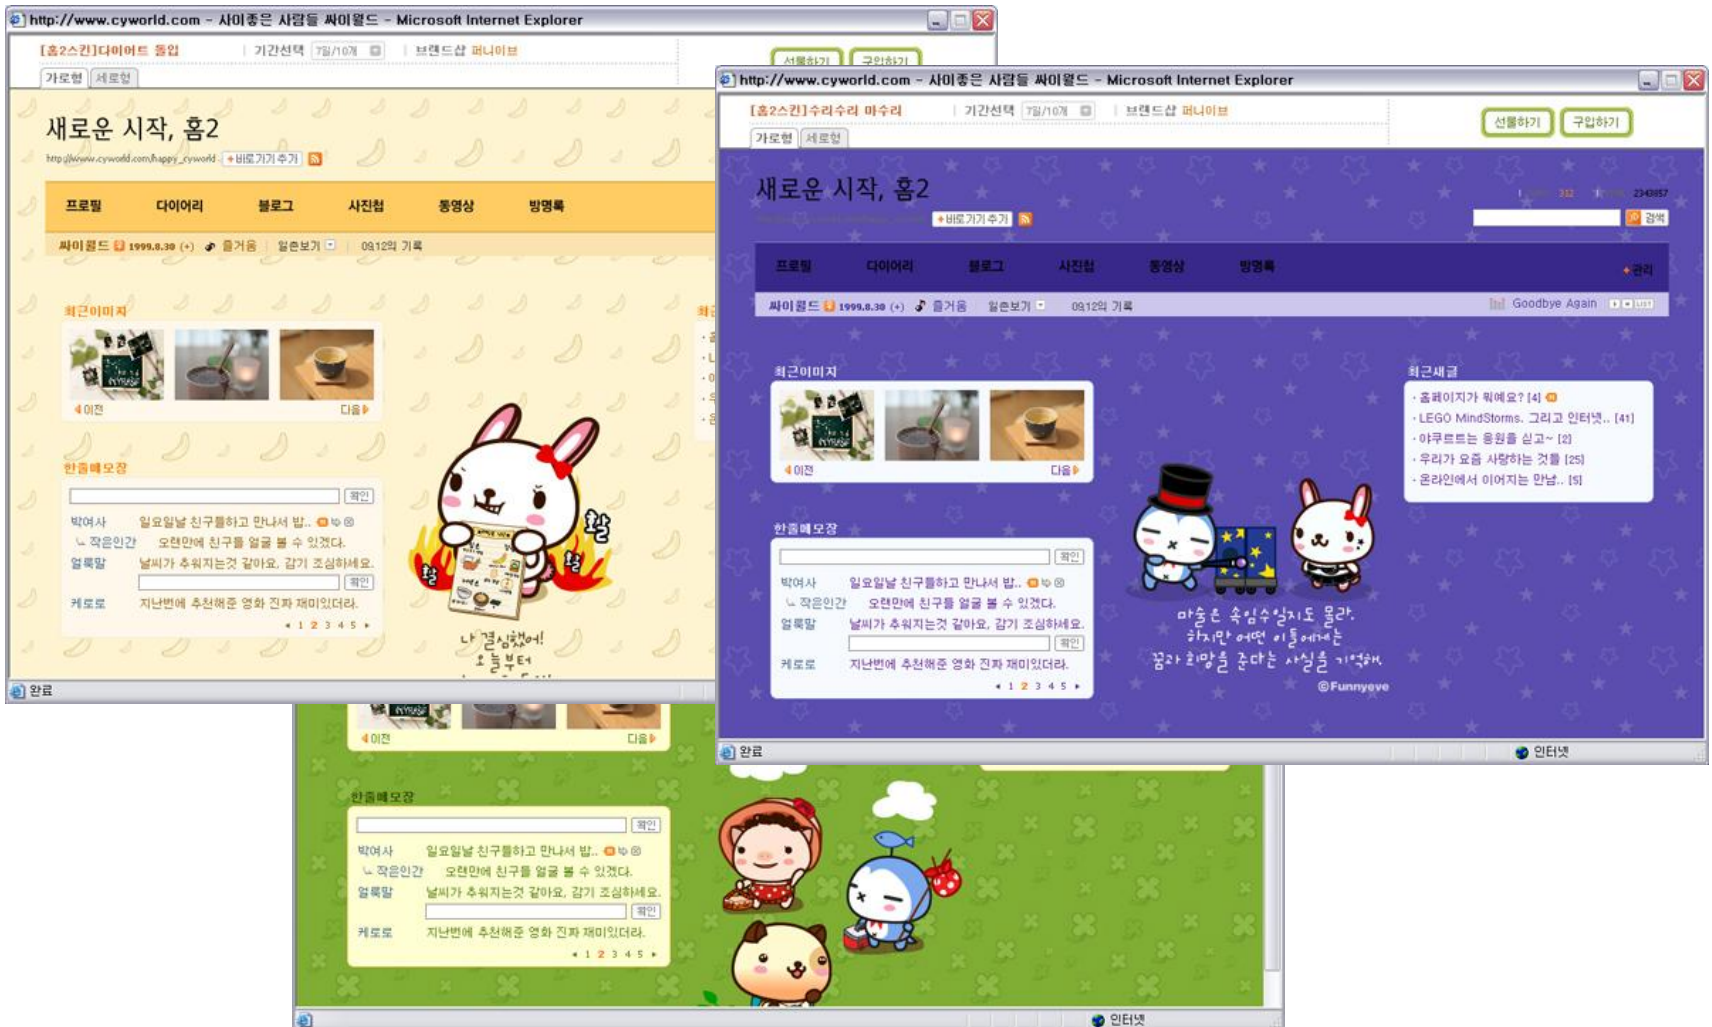 http://www.cyworld.com - 사이좋은 사람들 싸이월드 - Microsoft Internet Explorer
[홈2스킨]다이어트 돌입
기간선택 7일/10개
브랜드샵 퍼니이브
선물하기 구입하기
가로형 세로형
새로운 시작, 홈2
http://www.cyworld.com/happy_cyworld +바로가기 추가
프로필 다이어리 블로그 사진첩 동영상 방명록
싸이월드 1999.8.30 (+) 즐거움 일촌보기 09.12의 기록
최근이미지
이전 다음
한줄메모장
확인
박여사 일요일날 친구들하고 만나서 밥..
작은인간 오랜만에 친구들 얼굴 볼 수 있겠다.
얼룩말 날씨가 추워지는것 같아요, 감기 조심하세요.
확인
케로로 지난번에 추천해준 영화 진짜 재미있더라.
1 2 3 4 5
활
활
활
나 결심했어!
오늘부터
완료
http://www.cyworld.com - 사이좋은 사람들 싸이월드 - Microsoft Internet Explorer
[홈2스킨]수리수리 마수리
기간선택 7일/10개
브랜드샵 퍼니이브
선물하기 구입하기
가로형 세로형
새로운 시작, 홈2
312 2343857
+바로가기 추가
검색
프로필 다이어리 블로그 사진첩 동영상 방명록
+관리
싸이월드 1999.8.30 (+) 즐거움 일촌보기 09.12의 기록
Goodbye Again LIST
최근이미지
이전 다음
최근새글
· 홈페이지가 뭐예요? [4]
· LEGO MindStorms. 그리고 인터넷.. [41]
· 야쿠르트는 응원을 싣고~ [2]
· 우리가 요즘 사랑하는 것들 [25]
· 온라인에서 이어지는 만남.. [5]
한줄메모장
확인
박여사 일요일날 친구들하고 만나서 밥..
작은인간 오랜만에 친구들 얼굴 볼 수 있겠다.
얼룩말 날씨가 추워지는것 같아요, 감기 조심하세요.
확인
케로로 지난번에 추천해준 영화 진짜 재미있더라.
1 2 3 4 5
마술은 속임수일지도 몰라.
하지만 어떤 이들에게는
꿈과 희망을 준다는 사실을 기억해.
©Funnyeve
완료
인터넷
이전 다음
한줄메모장
확인
박여사 일요일날 친구들하고 만나서 밥..
작은인간 오랜만에 친구들 얼굴 볼 수 있겠다.
얼룩말 날씨가 추워지는것 같아요, 감기 조심하세요.
확인
케로로 지난번에 추천해준 영화 진짜 재미있더라.
1 2 3 4 5
인터넷